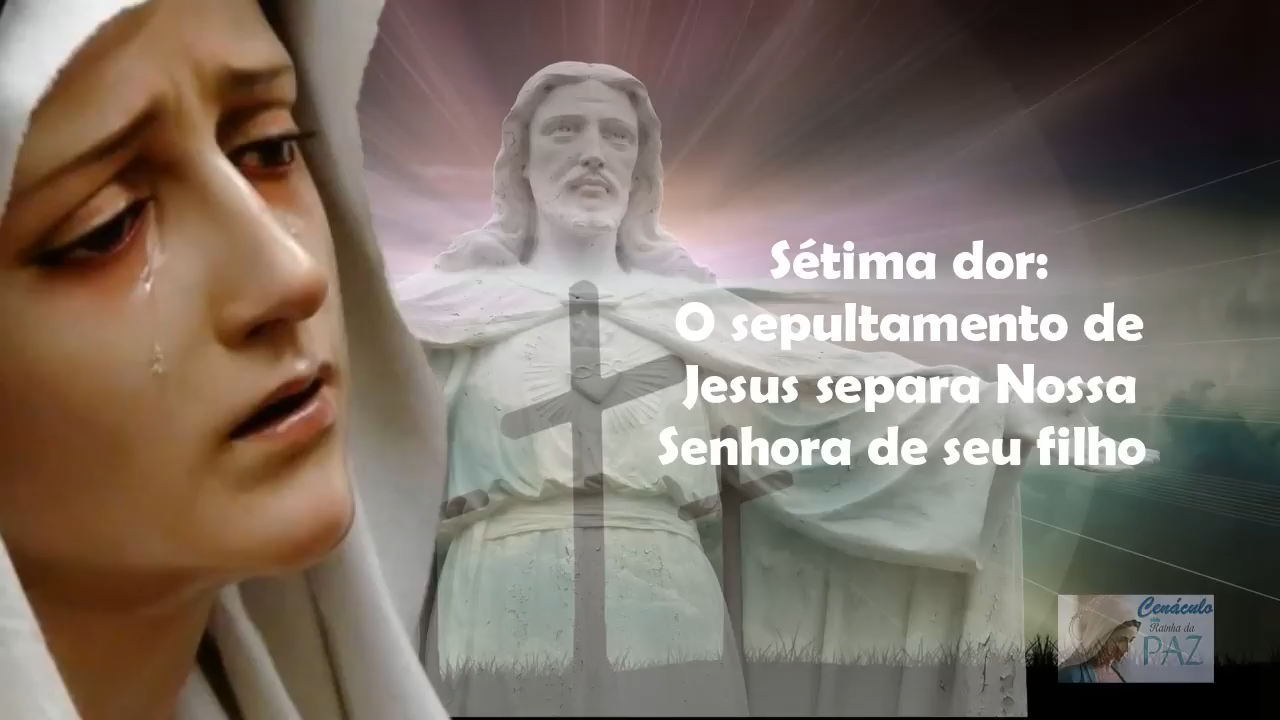 Sétima dor:
O sepultamento de
Jesus separa Nossa
Senhora de seu filho
Cenáculo
Rainha da
PAZ